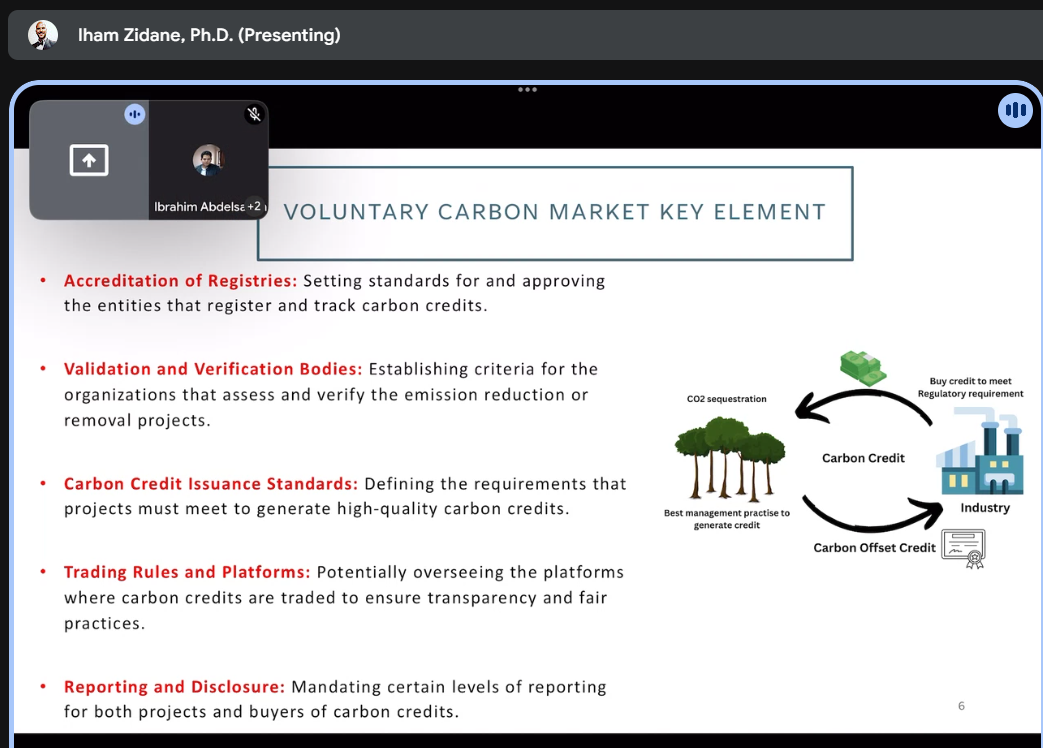 Iham Zidane, Ph.D. (Presenting)
Ibrahim Abdelsa +2
VOLUNTARY CARBON MARKET KEY ELEMENT
• Accreditation of Registries: Setting standards for and approving
the entities that register and track carbon credits.
• Validation and Verification Bodies: Establishing criteria for the
organizations that assess and verify the emission reduction or
removal projects.
• Carbon Credit Issuance Standards: Defining the requirements that
projects must meet to generate high-quality carbon credits.
• Trading Rules and Platforms: Potentially overseeing the platforms
where carbon credits are traded to ensure transparency and fair
practices.
• Reporting and Disclosure: Mandating certain levels of reporting
for both projects and buyers of carbon credits.
CO2 sequestration
Buy credit to meet
Regulatory requirement
Carbon Credit
Best management practise to
generate credit
Industry
Carbon Offset Credit
6